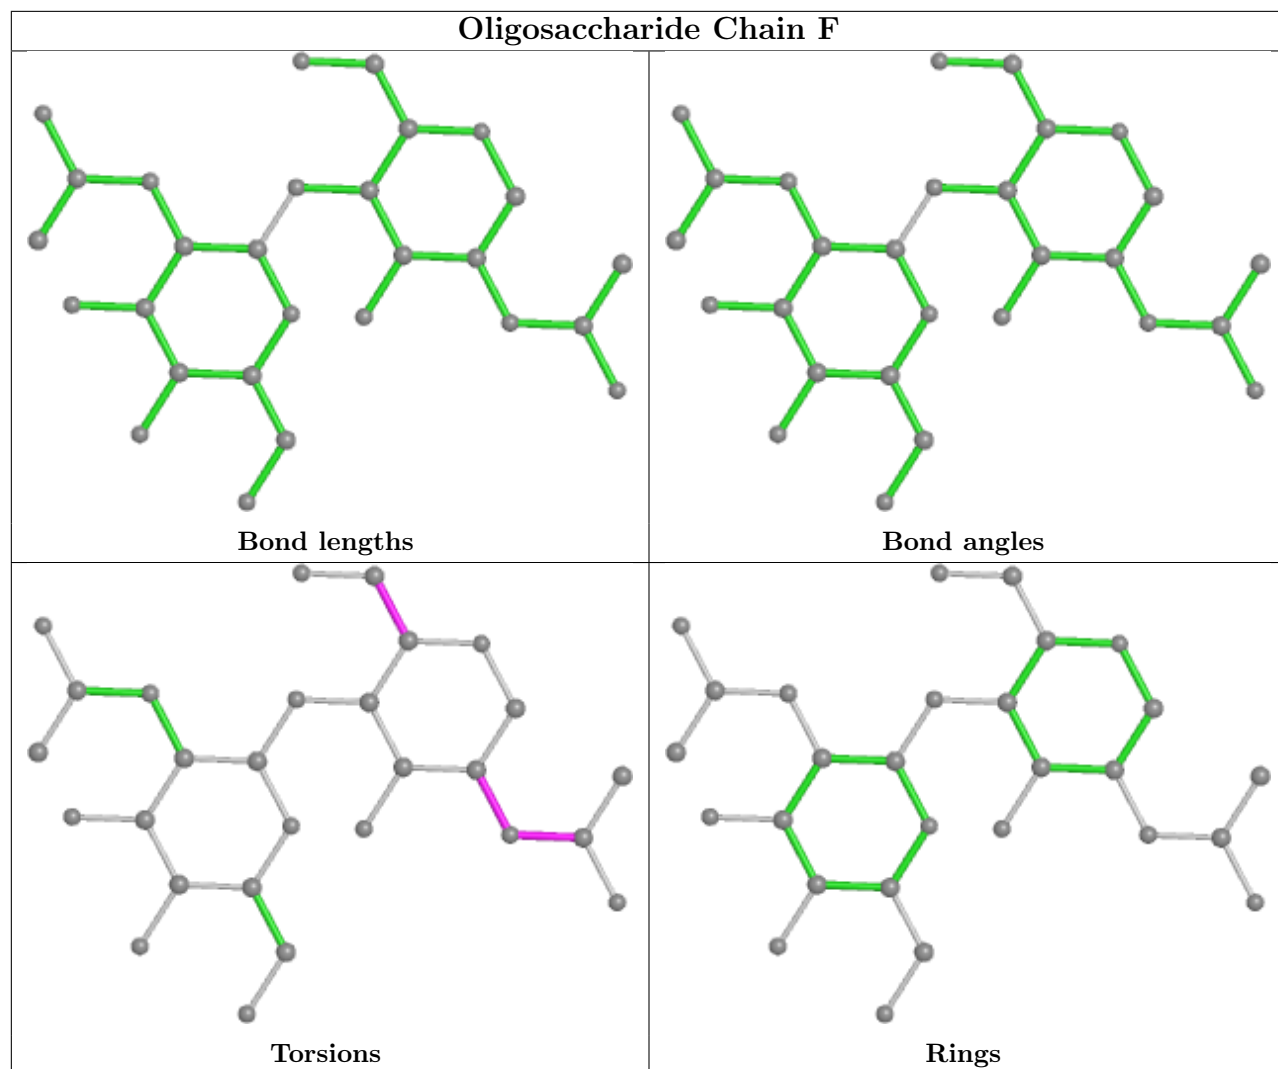 Oligosaccharide Chain F
Bond lengths
Bond angles
Torsions
Rings